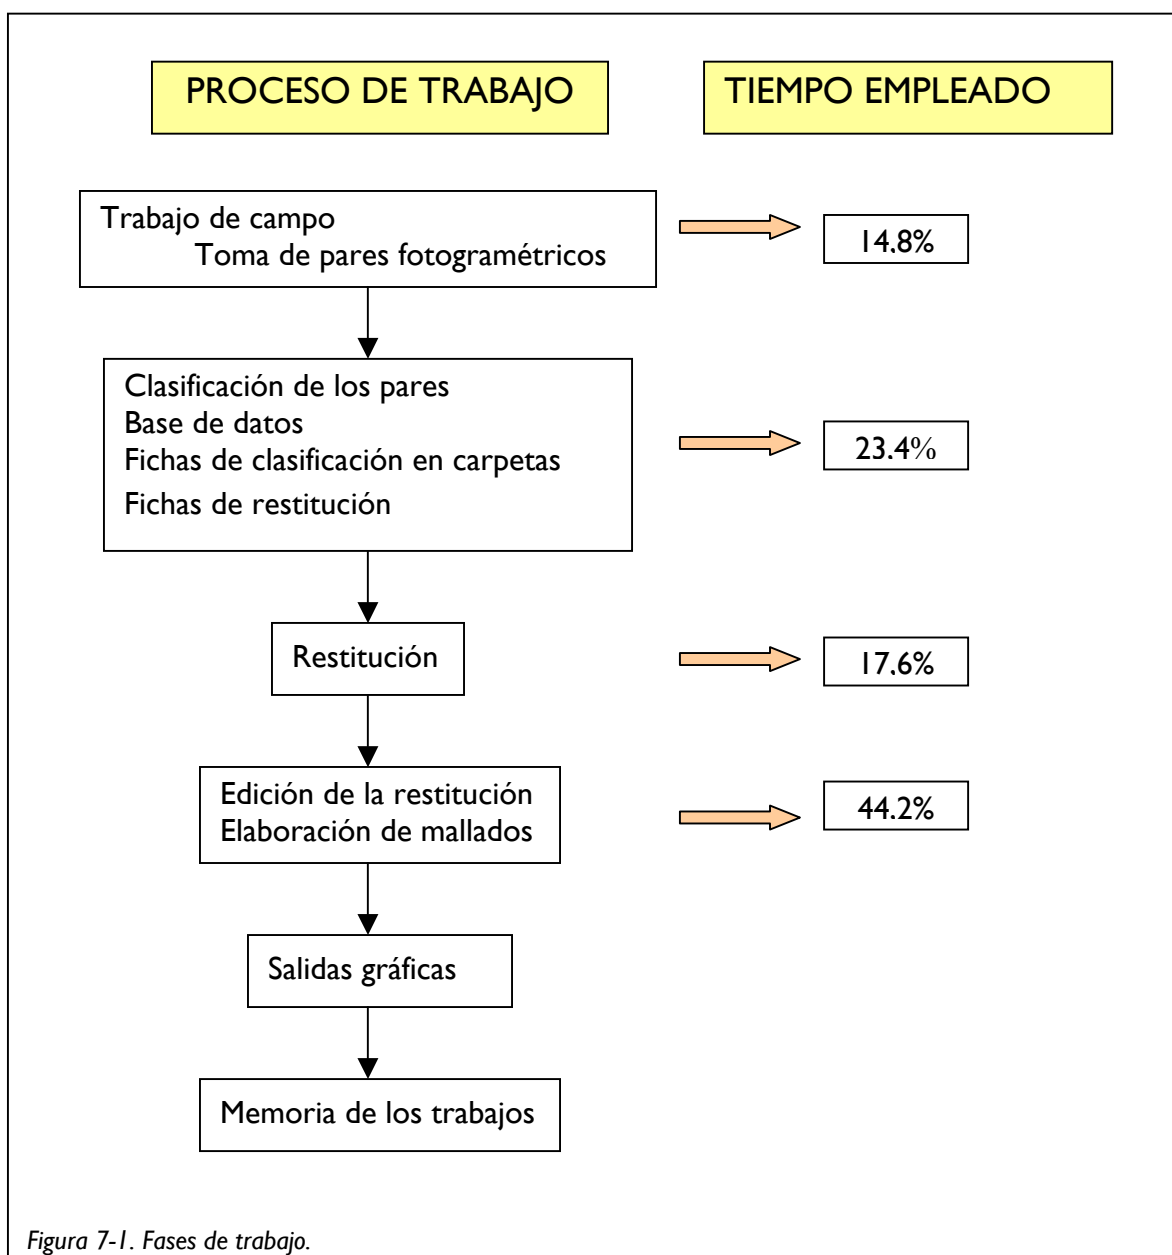 PROCESO DE TRABAJO
TIEMPO EMPLEADO
Trabajo de campo
Toma de pares fotogramétricos
14.8%
Clasificación de los pares
Base de datos
Fichas de clasificación en carpetas
Fichas de restitución
23.4%
Restitución
17.6%
Edición de la restitución
Elaboración de mallados
44.2%
Salidas gráficas
Memoria de los trabajos
Figura 7-1. Fases de trabajo.